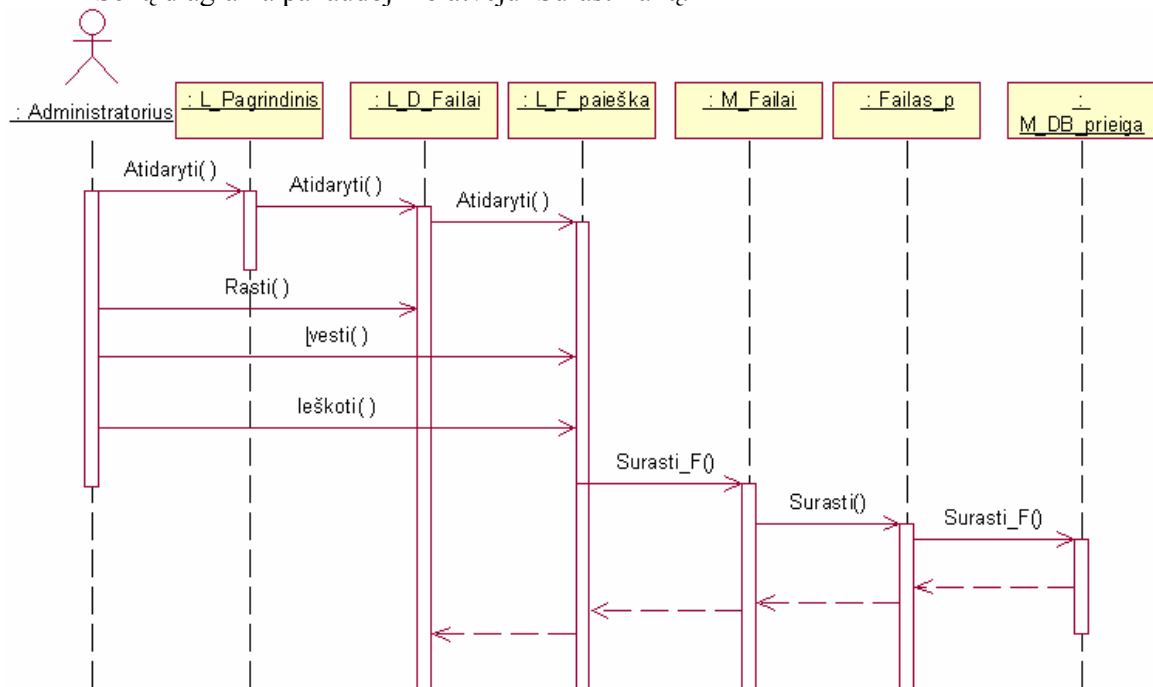 : Administratorius
: L_Pagrindinis
: L_D_Failai
: L_F_paieška
: M_Failai
: Failas_p
:
M_DB_prieiga
Atidaryti( )
Atidaryti( )
Atidaryti( )
Rasti( )
Įvesti( )
Ieškoti( )
Surasti_F()
Surasti()
Surasti_F()